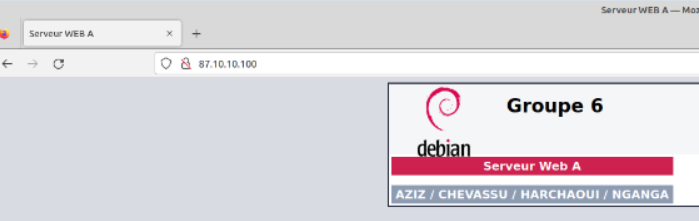 Serveur WEB A — Moz
Serveur WEB A
87.10.10.100
Groupe 6
debian
Serveur Web A
AZIZ / CHEVASSU / HARCHAOUI / NGANGA